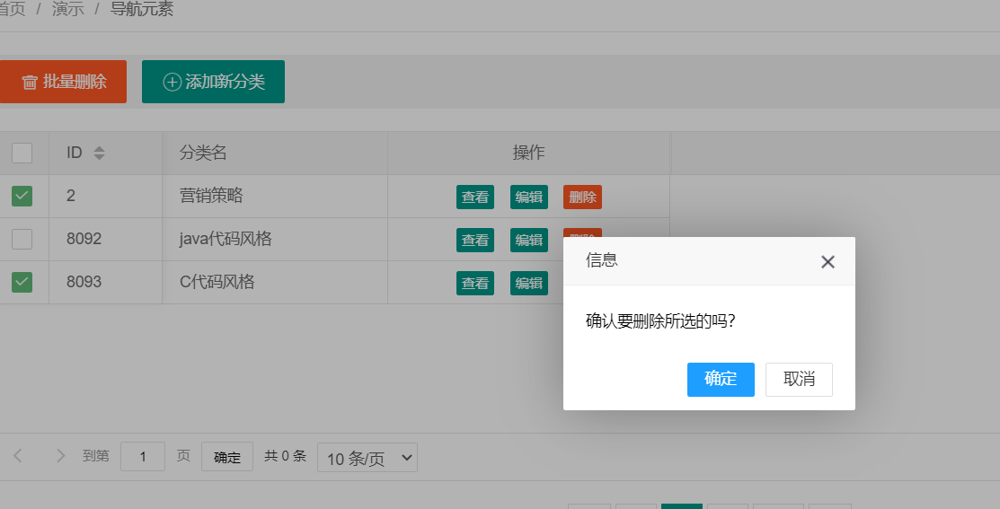 首页 / 演示 / 导航元素
批量删除 添加新分类
ID 分类名 操作
2 营销策略 查看 编辑 删除
8092 java代码风格 查看 编辑 删除
8093 C代码风格 查看 编辑
信息
确认要删除所选的吗?
确定 取消
到第 1 页 确定 共 0 条 10 条/页